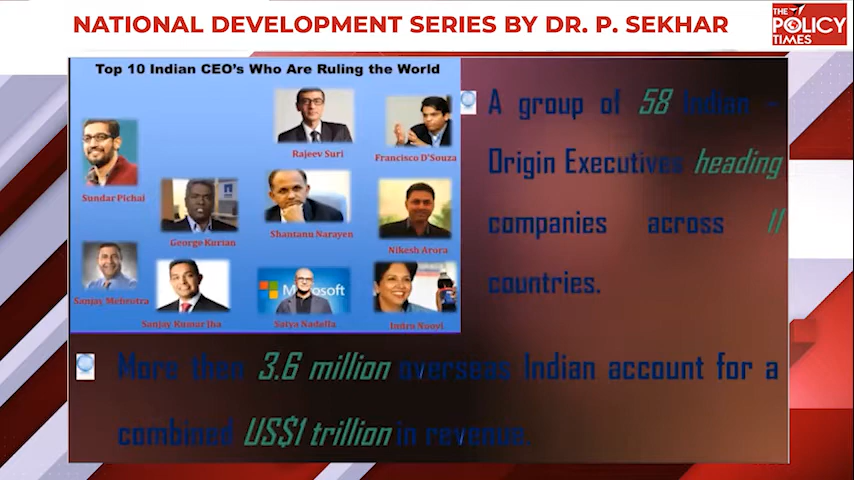 NATIONAL DEVELOPMENT SERIES BY DR. P. SEKHAR
THE
POLICY
TIMES
Top 10 Indian CEO's Who Are Ruling the World
Rajeev Suri
Francisco D'Souza
Sundar Pichai
George Kurian
Shantanu Narayen
Nikesh Arora
Sanjay Mehrotra
Sanjay Kumar Jha
Microsoft
Satya Nadella
Indra Nooyi
A group of 58 Indian –
Origin Executives heading
companies across 11
countries.
More then 3.6 million overseas Indian account for a
combined US$1 trillion in revenue.